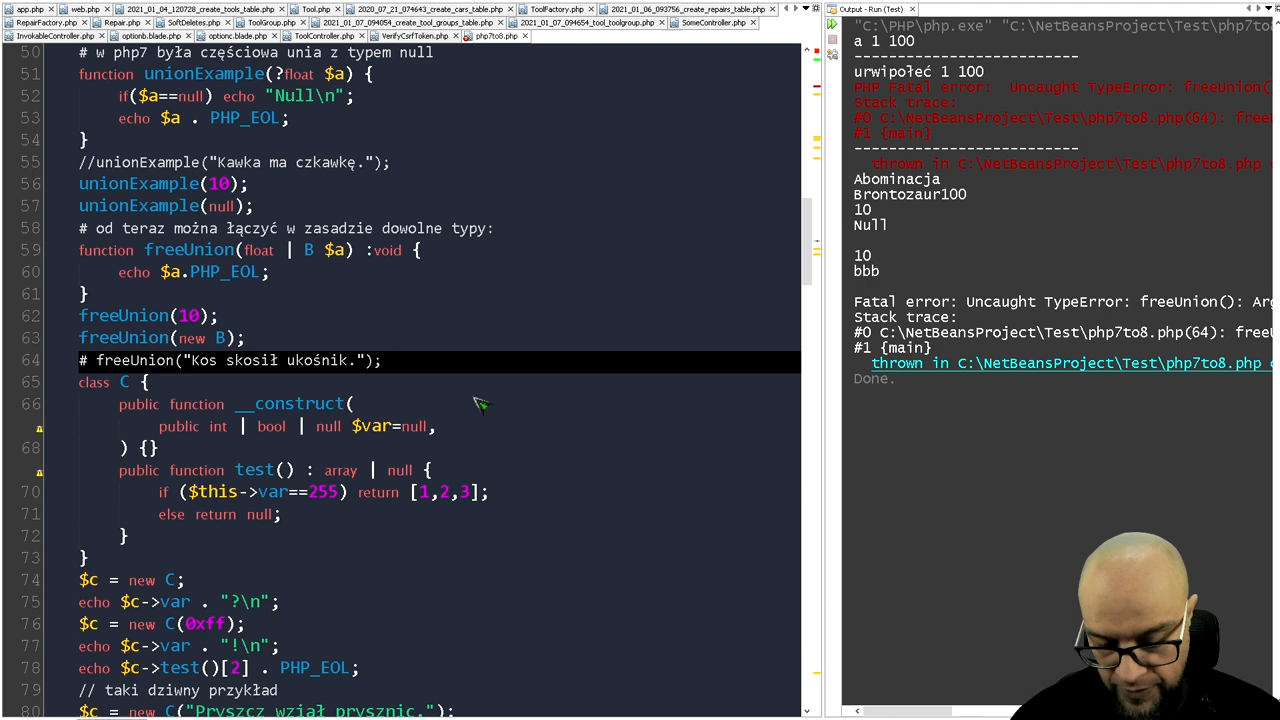 app.php web.php 2021_01_04_120728_create_tools_table.php Tool.php 2020_07_21_074643_create_cars_table.php ToolFactory.php 2021_01_06_093756_create_repairs_table.php
RepairFactory.php Repair.php SoftDeletes.php ToolGroup.php 2021_01_07_094054_create_tool_groups_table.php 2021_01_07_094654_tool_toolgroup.php SomeController.php
InvokableController.php optionb.blade.php optionc.blade.php ToolController.php VerifyCsrfToken.php php7to8.php
50 # w php7 była częściowa unia z typem null
51 function unionExample(?float $a) {
52 if($a==null) echo "Null\n";
53 echo $a . PHP_EOL;
54 }
55 //unionExample("Kawka ma czkawkę.");
56 unionExample(10);
57 unionExample(null);
58 # od teraz można łączyć w zasadzie dowolne typy:
59 function freeUnion(float | B $a) :void {
60 echo $a.PHP_EOL;
61 }
62 freeUnion(10);
63 freeUnion(new B);
64 # freeUnion("Kos skosił ukośnik.");
65 class C {
66 public function __construct(
public int | bool | null $var=null,
68 ) {}
public function test() : array | null {
70 if ($this->var==255) return [1,2,3];
71 else return null;
72 }
73 }
74 $c = new C;
75 echo $c->var . "?\n";
76 $c = new C(0xff);
77 echo $c->var . "!\n";
78 echo $c->test()[2] . PHP_EOL;
79 // taki dziwny przykład
80 $c = new C("Pryszcz wziął prysznic.");
Output - Run (Test)
"C:\PHP\php.exe" "C:\NetBeansProject\Test\php7to8.php"
a 1 100
--------------------------
urwipołeć 1 100
PHP Fatal error:  Uncaught TypeError: freeUnion()
Stack trace:
#0 C:\NetBeansProject\Test\php7to8.php(64): free
#1 {main}
--------------------------
thrown in C:\NetBeansProject\Test\php7to8.php
Abominacja
Brontozaur100
10
Null
10
bbb
Fatal error: Uncaught TypeError: freeUnion(): Ar
Stack trace:
#0 C:\NetBeansProject\Test\php7to8.php(64): free
#1 {main}
thrown in C:\NetBeansProject\Test\php7to8.php
Done.